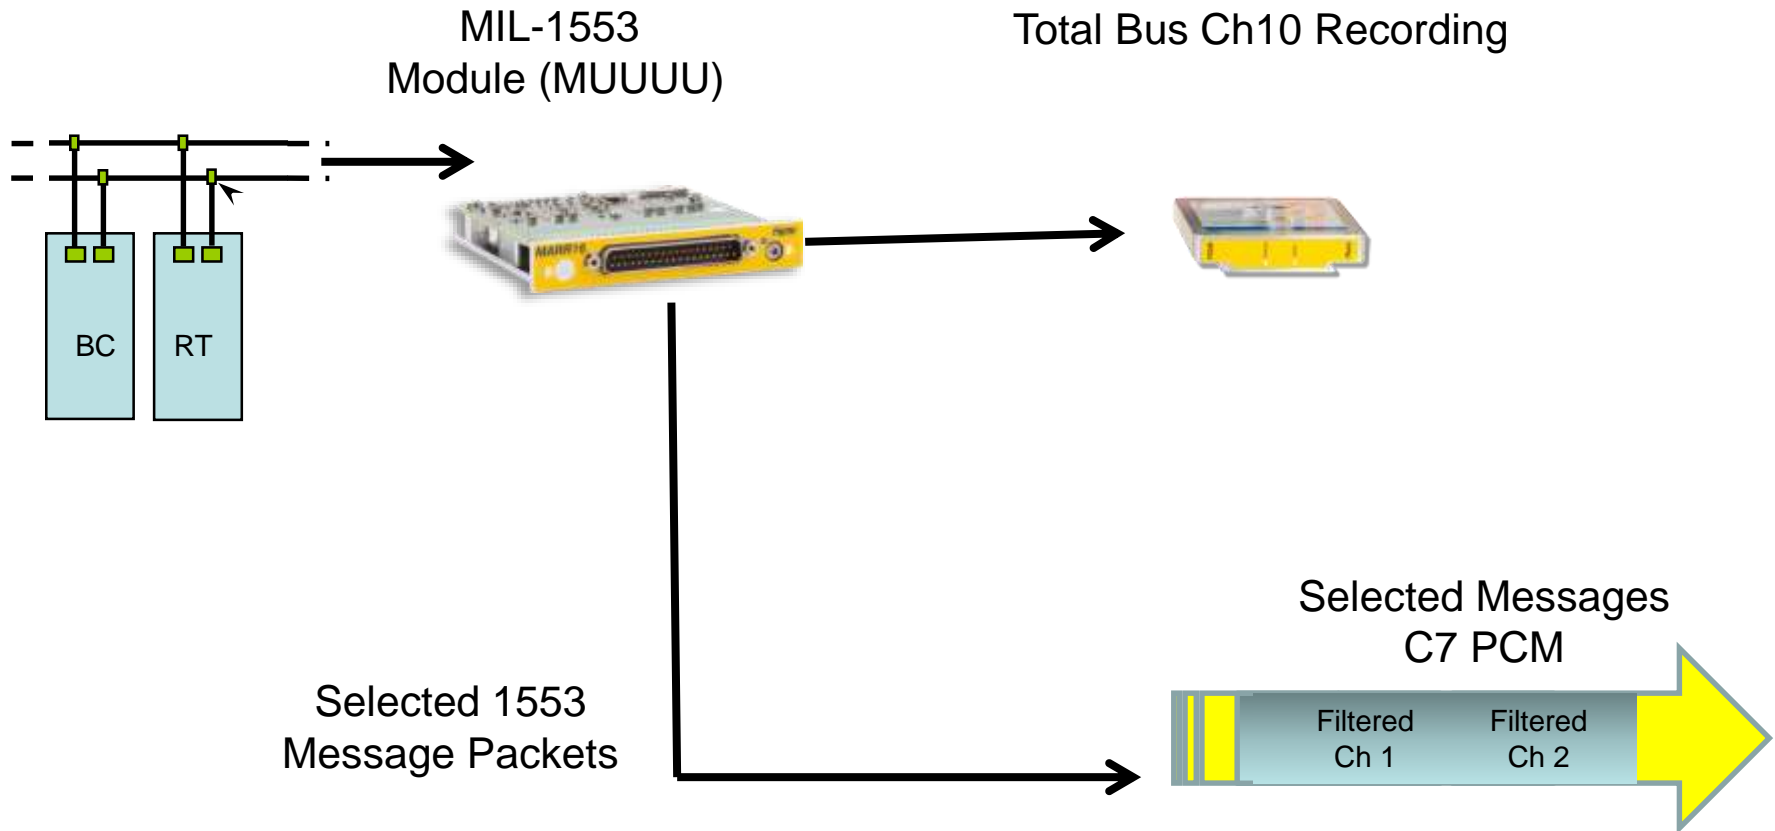 MIL-1553
Module (MUUUU)
Total Bus Ch10 Recording
BC
RT
MARR16
Selected Messages
C7 PCM
Selected 1553
Message Packets
Filtered
Ch 1
Filtered
Ch 2